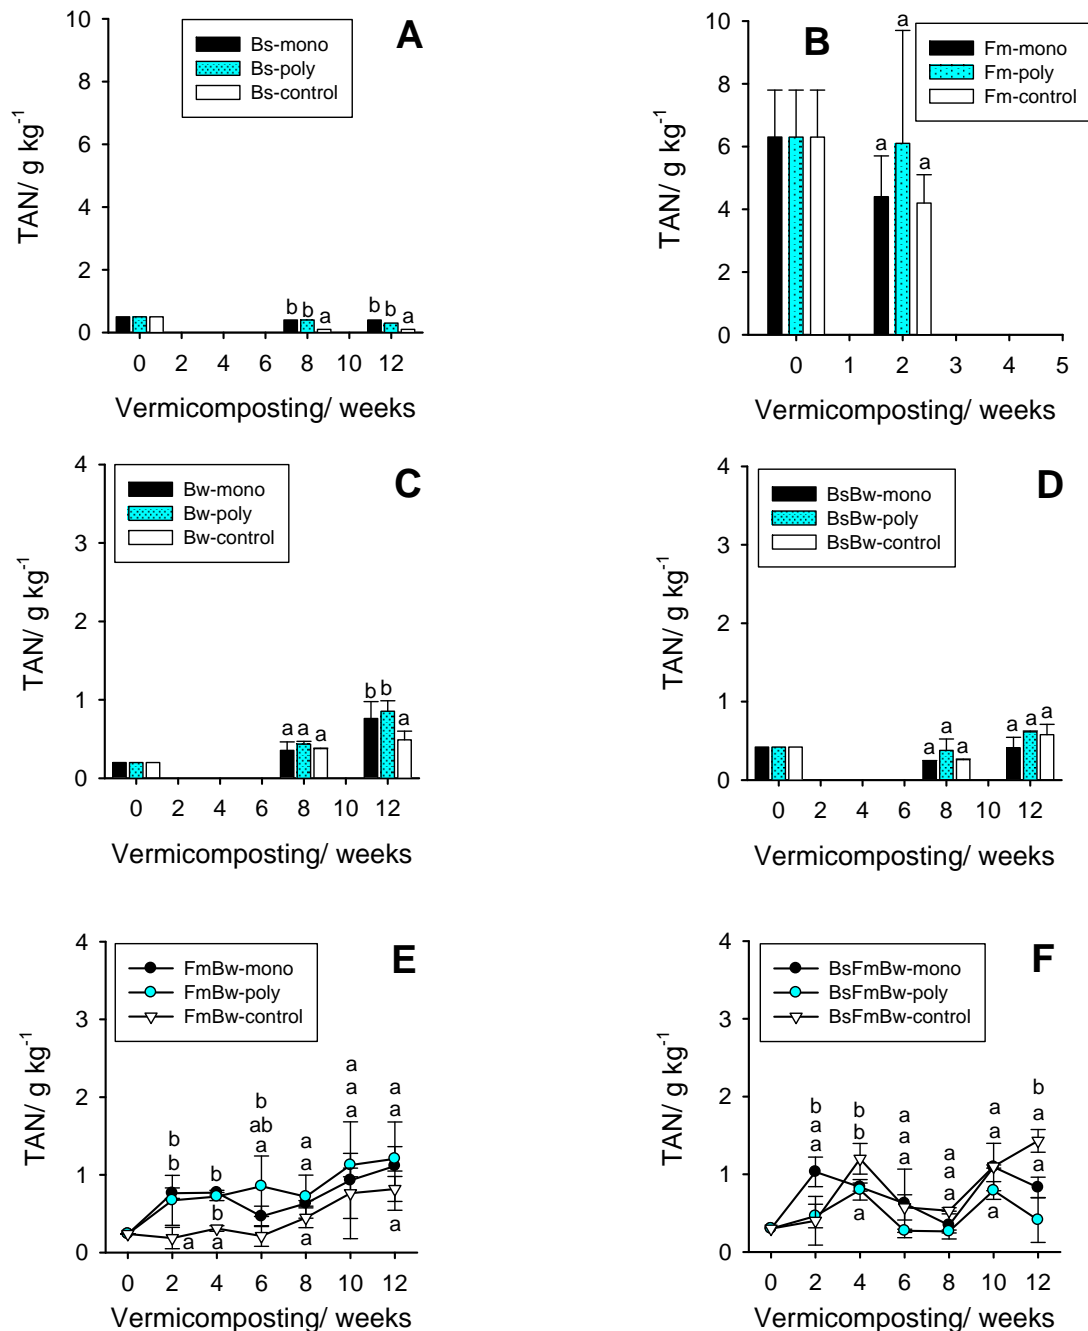 A
Bs-mono
Bs-poly
Bs-control
TAN/ g kg-1
10
8
6
4
2
0
b b a
b b a
0 2 4 6 8 10 12
Vermicomposting/ weeks
B
Fm-mono
Fm-poly
Fm-control
TAN/ g kg-1
10
8
6
4
2
0
a a a
0 1 2 3 4 5
Vermicomposting/ weeks
C
Bw-mono
Bw-poly
Bw-control
TAN/ g kg-1
4
3
2
1
0
a a a
b b a
0 2 4 6 8 10 12
Vermicomposting/ weeks
D
BsBw-mono
BsBw-poly
BsBw-control
TAN/ g kg-1
4
3
2
1
0
a a a
a a a
0 2 4 6 8 10 12
Vermicomposting/ weeks
E
FmBw-mono
FmBw-poly
FmBw-control
TAN/ g kg-1
4
3
2
1
0
b
b
a
b
b
a
b
ab
a
a
a
a
a
a
a
a
a
a
0 2 4 6 8 10 12
Vermicomposting/ weeks
F
BsFmBw-mono
BsFmBw-poly
BsFmBw-control
TAN/ g kg-1
4
3
2
1
0
b
a
a
b
b
a
a
a
a
a
a
a
a
a
a
b
a
a
0 2 4 6 8 10 12
Vermicomposting/ weeks